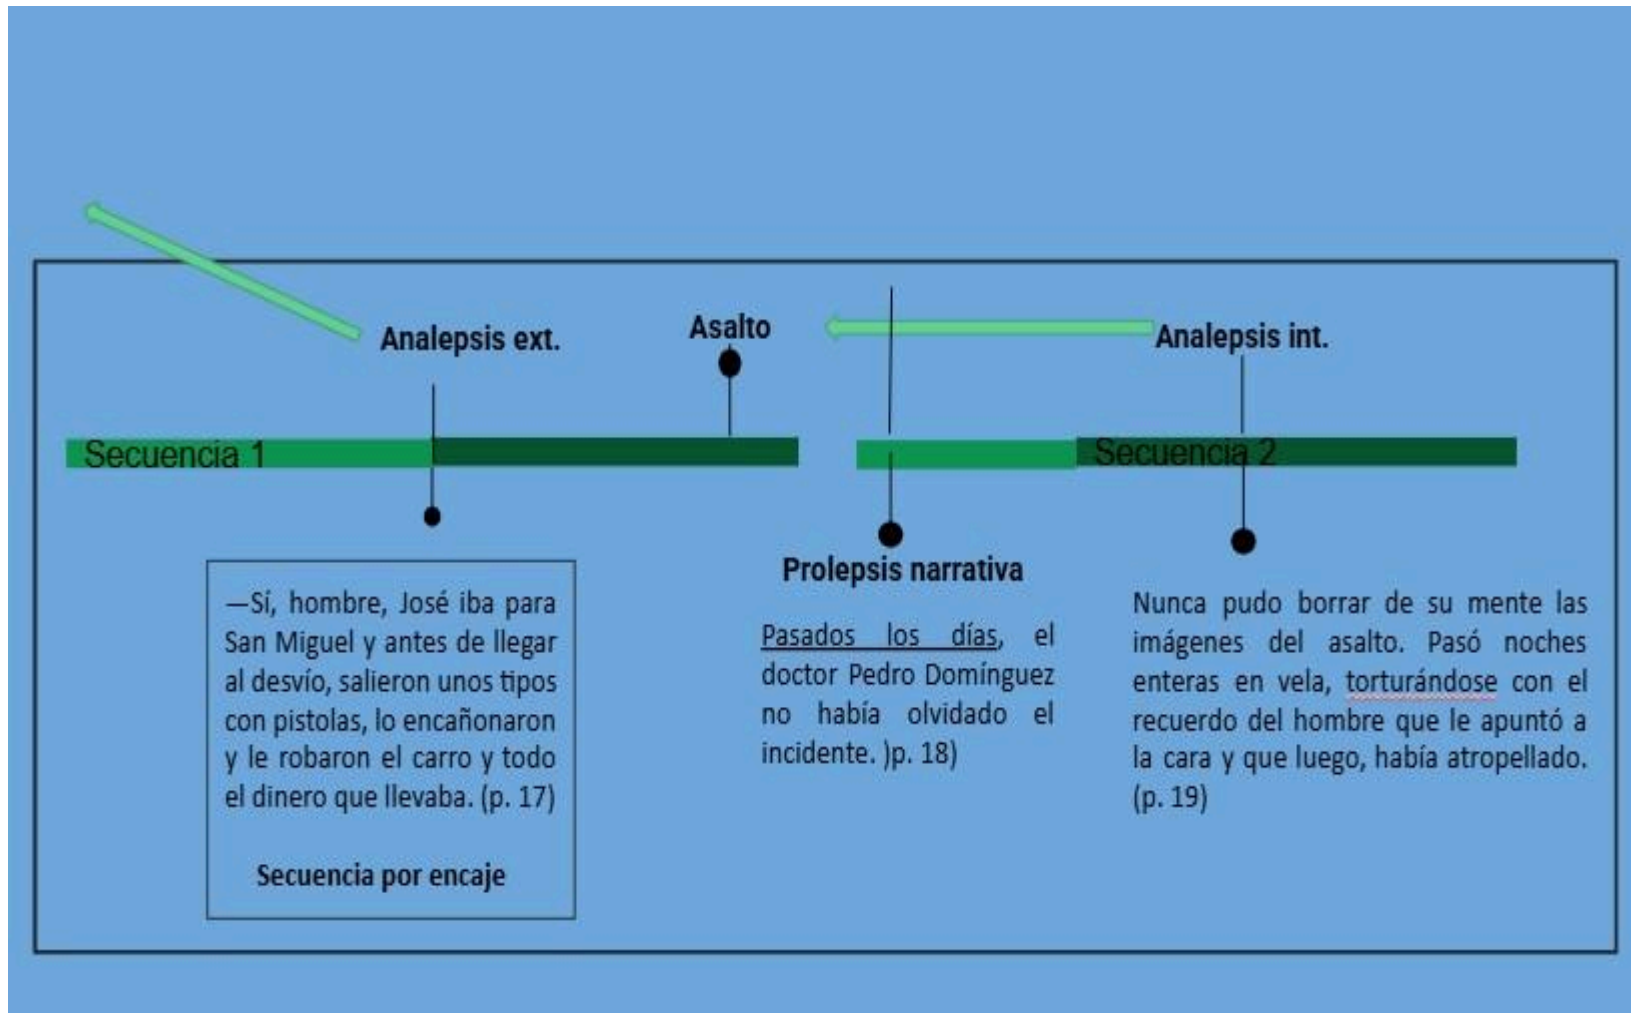 Analepsis ext.
Asalto
Analepsis int.
Secuencia 1
Secuencia 2
—Sí, hombre, José iba para
San Miguel y antes de llegar
al desvío, salieron unos tipos
con pistolas, lo encañonaron
y le robaron el carro y todo
el dinero que llevaba. (p. 17)
Secuencia por encaje
Prolepsis narrativa
Pasados los días, el
doctor Pedro Domínguez
no había olvidado el
incidente. )p. 18)
Nunca pudo borrar de su mente las
imágenes del asalto. Pasó noches
enteras en vela, torturándose con el
recuerdo del hombre que le apuntó a
la cara y que luego, había atropellado.
(p. 19)